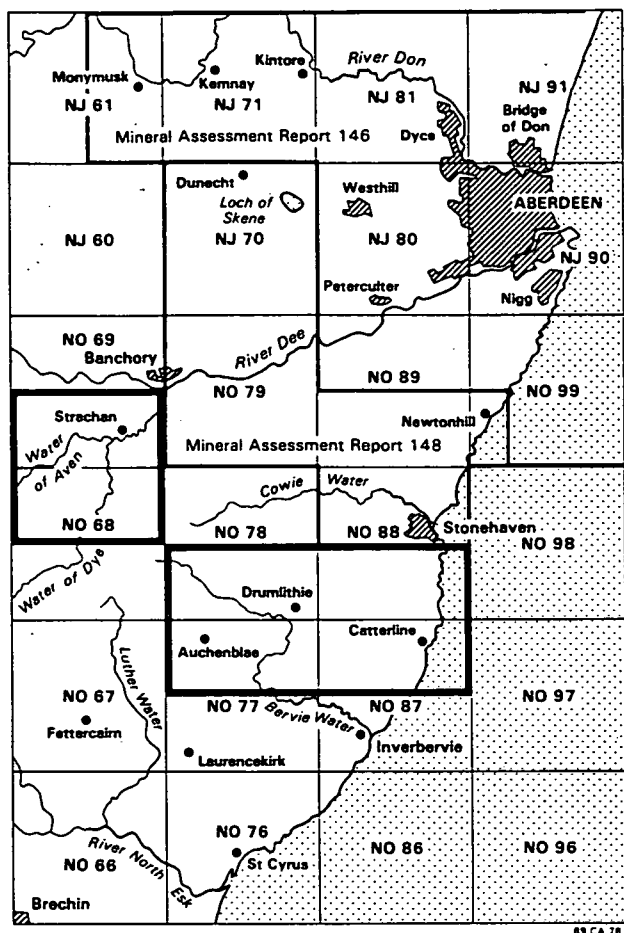 Monymusk
Kemnay
Kintore
River Don
NJ 61
NJ 71
NJ 81
NJ 91
Bridge
of Don
Dyce
Mineral Assessment Report 146
Dunecht
Loch of
Skene
Westhill
ABERDEEN
NJ 60
NJ 70
NJ 80
NJ 90
Peterculter
Nigg
NO 69
Banchory
River Dee
NO 79
NO 89
NO 99
Strachan
Water
of Aven
Newtonhill
Mineral Assessment Report 148
Cowie Water
NO 68
NO 78
NO 88
Stonehaven
NO 98
Water of Dye
Drumlithie
Auchenblae
Catterline
Luther Water
NO 67
NO 77
NO 87
NO 97
Bervie Water
Fettercairn
Inverbervie
Laurencekirk
NO 76
NO 86
NO 96
River North
Esk
NO 66
St Cyrus
Brechin
89 CA 78